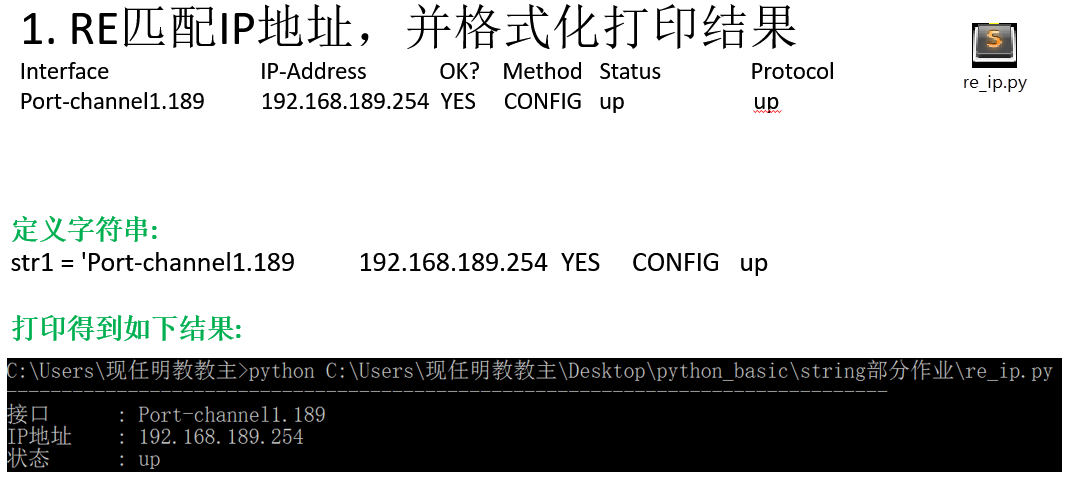 1. RE匹配IP地址，并格式化打印结果
S
re_ip.py
Interface IP-Address OK? Method Status Protocol
Port-channel1.189 192.168.189.254 YES CONFIG up up
定义字符串:
str1 = 'Port-channel1.189 192.168.189.254 YES CONFIG up
打印得到如下结果:
C:\Users\现任明教教主>python C:\Users\现任明教教主\Desktop\python_basic\string部分作业\re_ip.py
--------------------------------------------------------------------------------
接口 : Port-channel1.189
IP地址 : 192.168.189.254
状态 : up